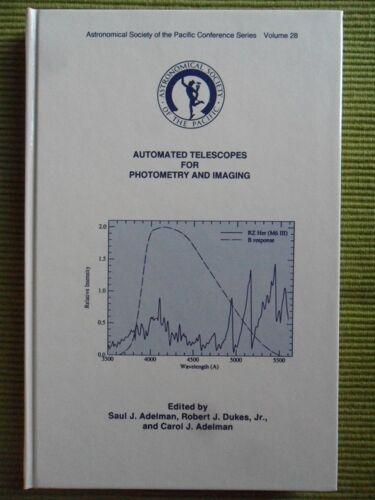 Astronomical Society of the Pacific Conference Series Volume 28
ASTRONOMICAL SOCIETY
OF THE PACIFIC
AUTOMATED TELESCOPES
FOR
PHOTOMETRY AND IMAGING
2.0
RZ Her (M6 III)
B response
1.5
Relative Intensity
1.0
0.5
0.0
3500 4000 4500 5000 5500
Wavelength (A)
Edited by
Saul J. Adelman, Robert J. Dukes, Jr.,
and Carol J. Adelman